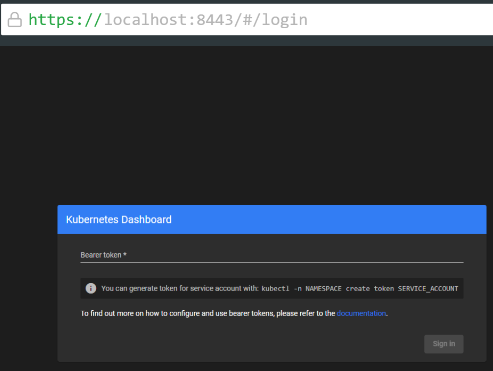 https://localhost:8443/#/login
Kubernetes Dashboard
Bearer token *
You can generate token for service account with: kubectl -n NAMESPACE create token SERVICE_ACCOUNT
To find out more on how to configure and use bearer tokens, please refer to the documentation.
Sign in